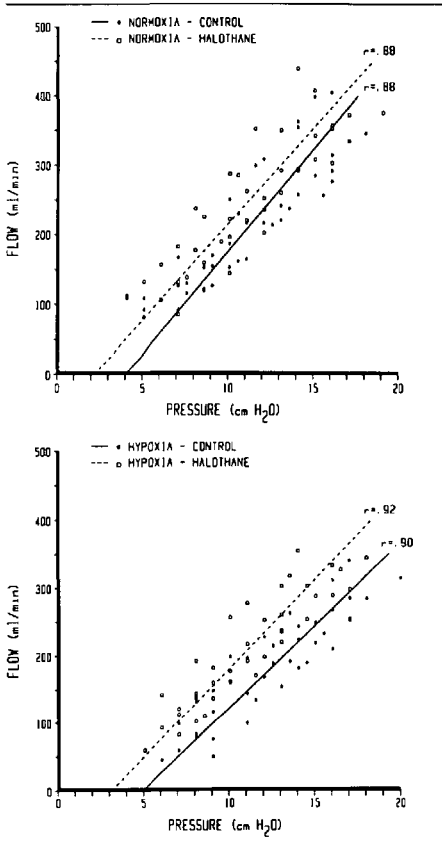 ● NORMOXIA - CONTROL
□ NORMOXIA - HALOTHANE
500
400
300
200
100
0
FLOW (ml/min)
r=.88
r=.88
0 5 10 15 20
PRESSURE (cm H2O)
● HYPOXIA - CONTROL
□ HYPOXIA - HALOTHANE
500
400
300
200
100
0
FLOW (ml/min)
r=.92
r=.90
0 5 10 15 20
PRESSURE (cm H2O)